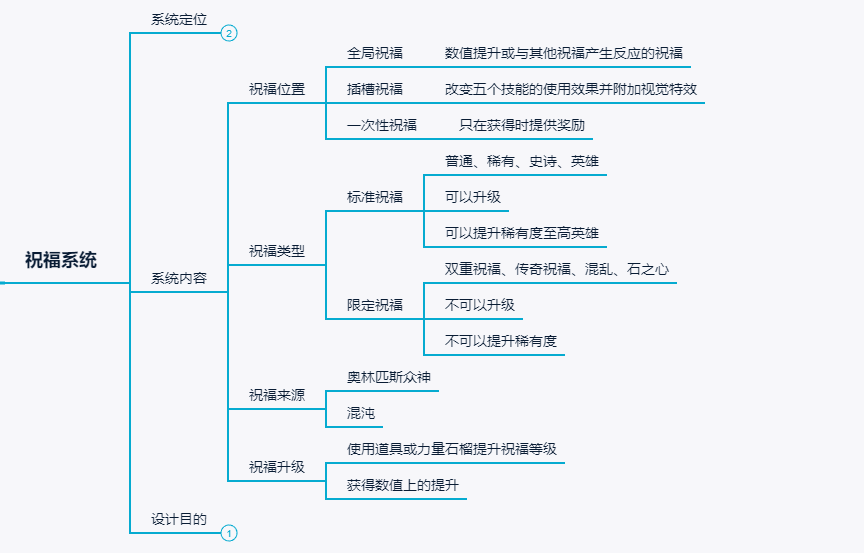 系统定位
2
全局祝福
数值提升或与其他祝福产生反应的祝福
祝福位置
插槽祝福
改变五个技能的使用效果并附加视觉特效
一次性祝福
只在获得时提供奖励
普通、稀有、史诗、英雄
标准祝福
可以升级
可以提升稀有度至高英雄
祝福类型
祝福系统
双重祝福、传奇祝福、混乱、石之心
系统内容
限定祝福
不可以升级
不可以提升稀有度
奥林匹斯众神
祝福来源
混沌
使用道具或力量石榴提升祝福等级
祝福升级
获得数值上的提升
设计目的
1